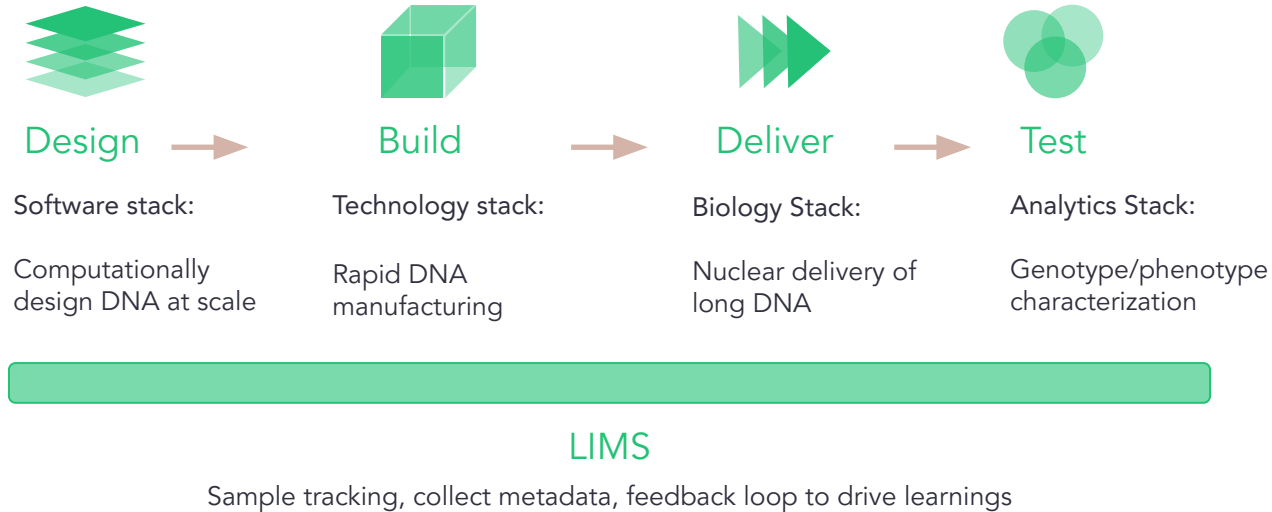 Design
Build
Deliver
Test
Software stack:
Technology stack:
Biology Stack:
Analytics Stack:
Computationally
design DNA at scale
Rapid DNA
manufacturing
Nuclear delivery of
long DNA
Genotype/phenotype
characterization
LIMS
Sample tracking, collect metadata, feedback loop to drive learnings